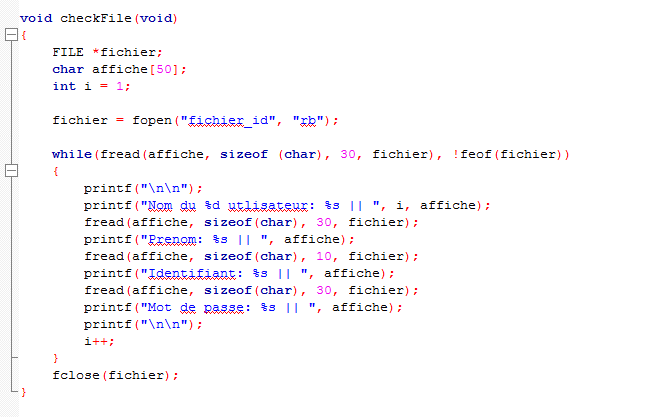 void checkFile(void)
{
FILE *fichier;
char affiche[50];
int i = 1;
fichier = fopen("fichier_id", "rb");
while(fread(affiche, sizeof (char), 30, fichier), !feof(fichier))
{
printf("\n\n");
printf("Nom du %d utlisateur: %s || ", i, affiche);
fread(affiche, sizeof(char), 30, fichier);
printf("Prenom: %s || ", affiche);
fread(affiche, sizeof(char), 10, fichier);
printf("Identifiant: %s || ", affiche);
fread(affiche, sizeof(char), 30, fichier);
printf("Mot de passe: %s || ", affiche);
printf("\n\n");
i++;
}
fclose(fichier);
}